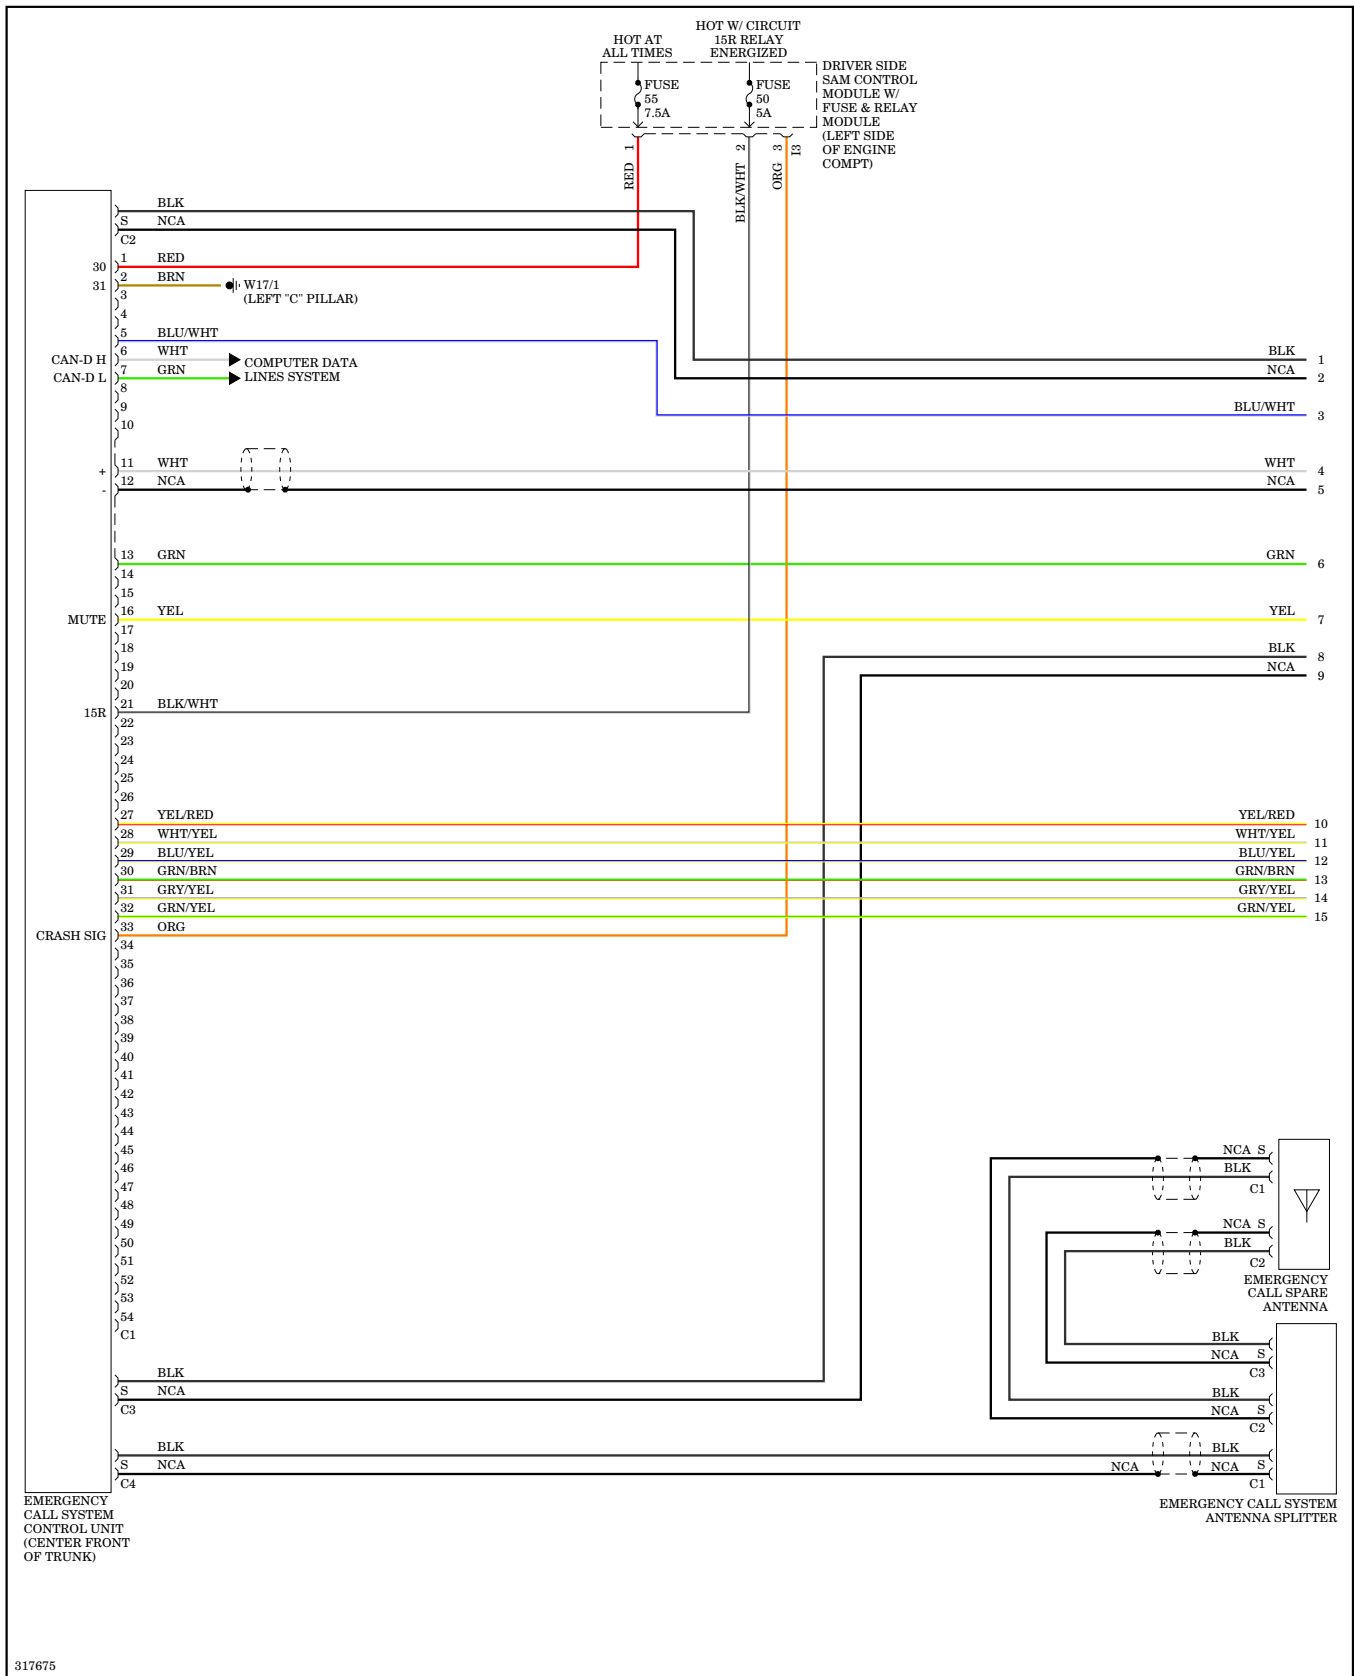 HOT AT
ALL TIMES
HOT W/ CIRCUIT
15R RELAY
ENERGIZED
FUSE
55
7.5A
FUSE
50
5A
DRIVER SIDE
SAM CONTROL
MODULE W/
FUSE & RELAY
MODULE
(LEFT SIDE
OF ENGINE
COMPT)
RED 1
BLK/WHT 2
ORG 3
I3
BLK
S NCA
C2
30 1 RED
31 2 BRN
W17/1
(LEFT "C" PILLAR)
3
4
5 BLU/WHT
CAN-D H 6 WHT
CAN-D L 7 GRN
COMPUTER DATA
LINES SYSTEM
8
9
10
BLK 1
NCA 2
BLU/WHT 3
+ 11 WHT WHT 4
- 12 NCA NCA 5
13 GRN GRN 6
14
15
MUTE 16 YEL YEL 7
17
18
BLK 8
19
NCA 9
20
15R 21 BLK/WHT
22
23
24
25
26
27 YEL/RED YEL/RED 10
28 WHT/YEL WHT/YEL 11
29 BLU/YEL BLU/YEL 12
30 GRN/BRN GRN/BRN 13
31 GRY/YEL GRY/YEL 14
32 GRN/YEL GRN/YEL 15
CRASH SIG 33 ORG
34
35
36
37
38
39
40
41
42
43
44
45
46
47
48
49
50
51
52
53
54
C1
NCA S
BLK
C1
NCA S
BLK
C2
EMERGENCY
CALL SPARE
ANTENNA
BLK
NCA S
C3
BLK
NCA S
C2
BLK
S NCA
C3
BLK
S NCA
C4
BLK
NCA NCA S
C1
EMERGENCY
CALL SYSTEM
CONTROL UNIT
(CENTER FRONT
OF TRUNK)
EMERGENCY CALL SYSTEM
ANTENNA SPLITTER
317675